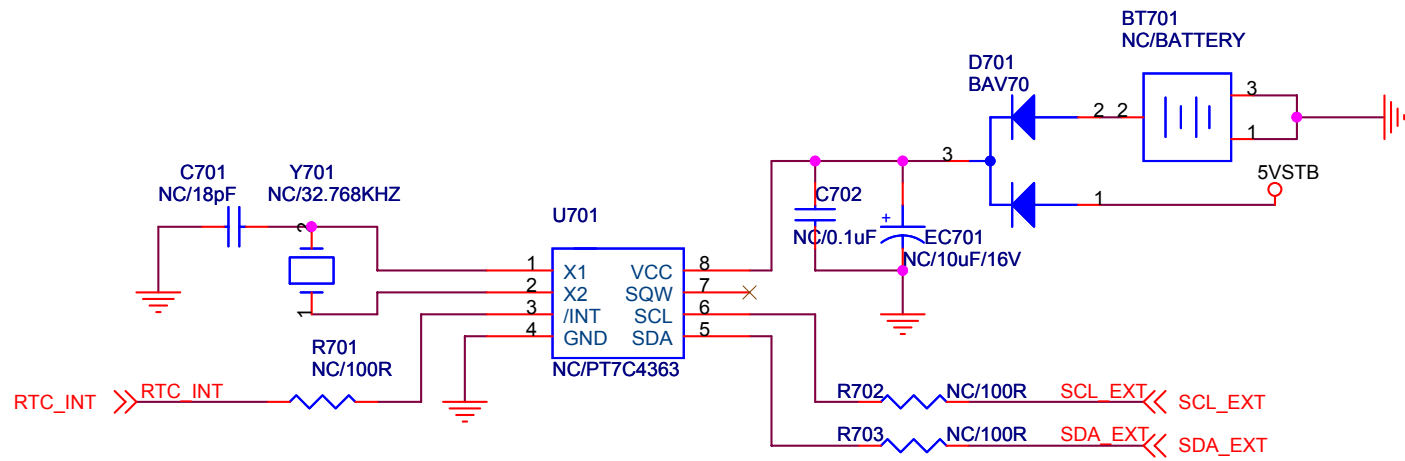 BT701
NC/BATTERY
D701
BAV70
3
2 2
1
3
5VSTB
1
C701
NC/18pF
Y701
NC/32.768KHZ
2
1
C702
NC/0.1uF
+
EC701
NC/10uF/16V
U701
1 X1 VCC 8
2 X2 SQW 7
3 /INT SCL 6
4 GND SDA 5
NC/PT7C4363
R701
NC/100R
RTC_INT RTC_INT
R702 NC/100R SCL_EXT SCL_EXT
R703 NC/100R SDA_EXT SDA_EXT